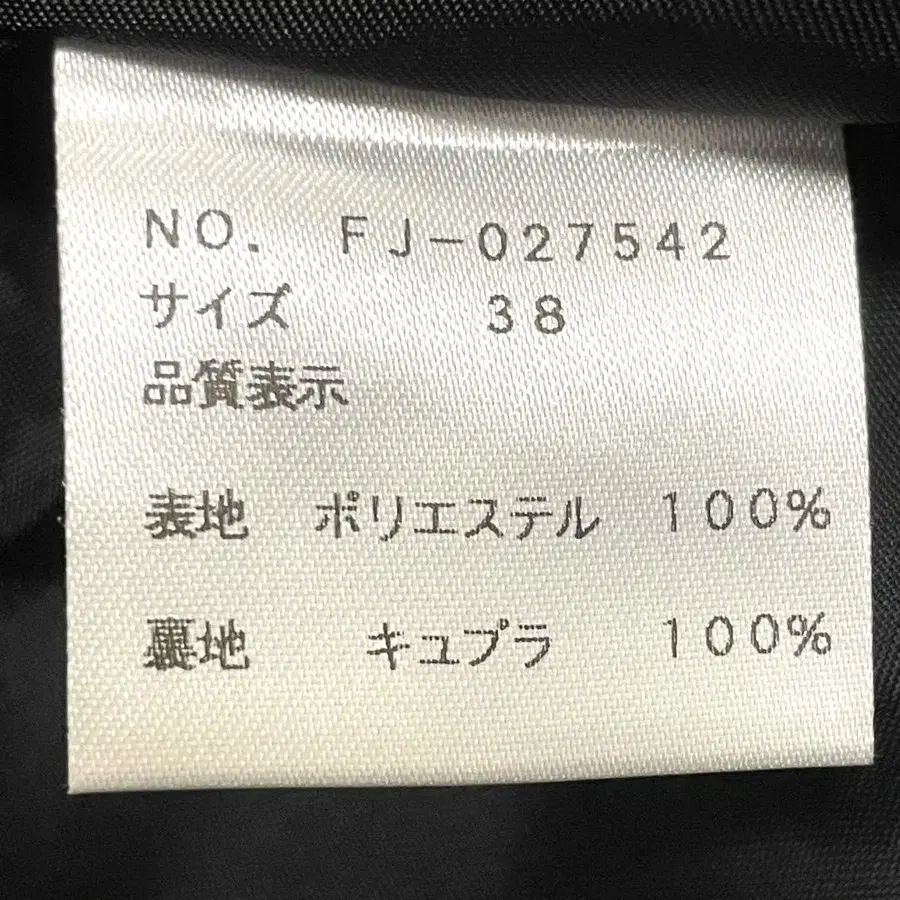 NO. FJ-027542
サイズ 38
品質表示
表地 ポリエステル 100%
裏地 キュプラ 100%